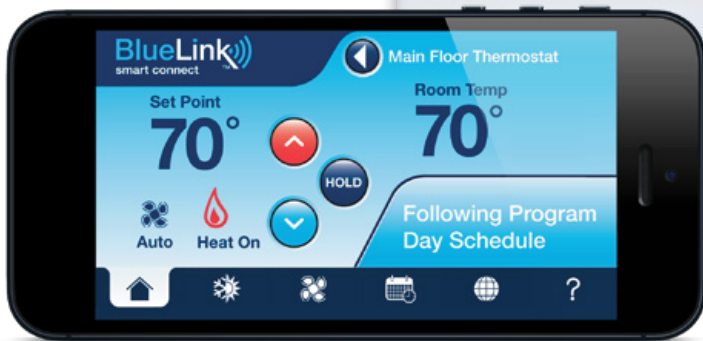 BlueLink
smart connect
TM
Main Floor Thermostat
Set Point
70°
Room Temp
70°
HOLD
Auto
Heat On
Following Program
Day Schedule
?